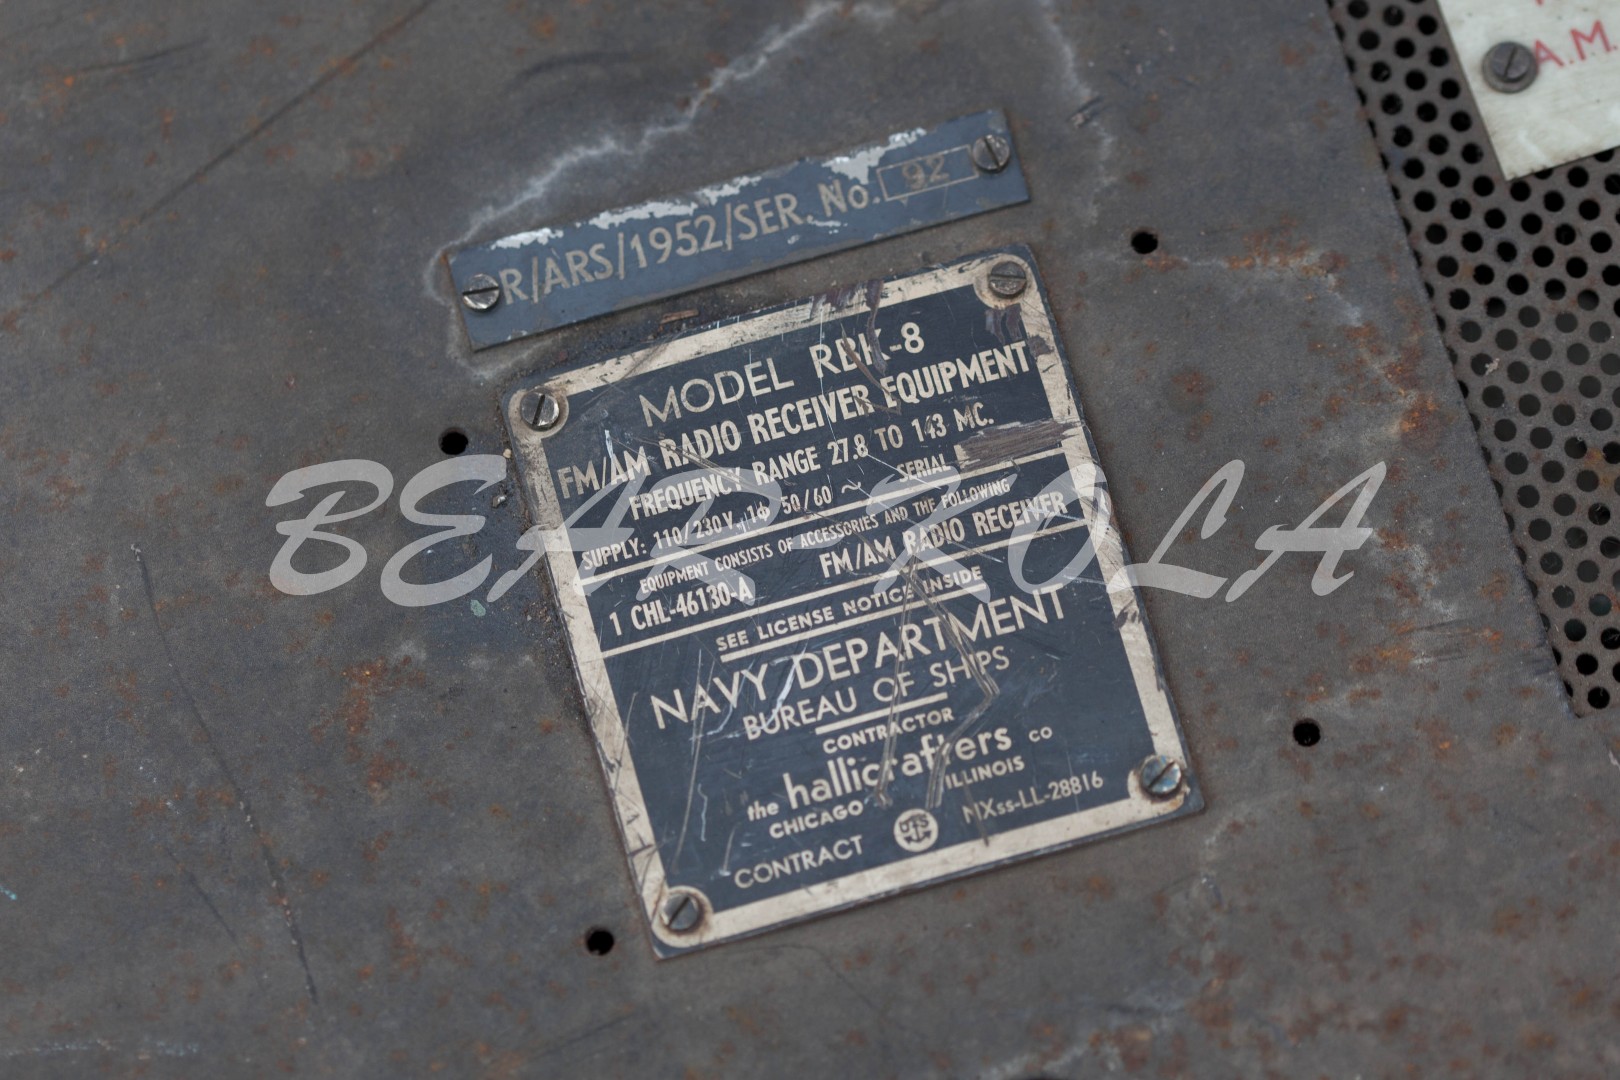 A.M.
R/ARS/1952/SER. No. 92
MODEL RBK-8
FM/AM RADIO RECEIVER EQUIPMENT
FREQUENCY RANGE 27.8 TO 143 MC.
SUPPLY: 110/230V. 1ϕ 50/60 ~ SERIAL
EQUIPMENT CONSISTS OF ACCESSORIES AND THE FOLLOWING
1 CHL-46130-A FM/AM RADIO RECEIVER
SEE LICENSE NOTICE INSIDE
NAVY DEPARTMENT
BUREAU OF SHIPS
CONTRACTOR
the hallicrafters co
CHICAGO ILLINOIS
CONTRACT NXss-LL-28816
BEAR-KOLA